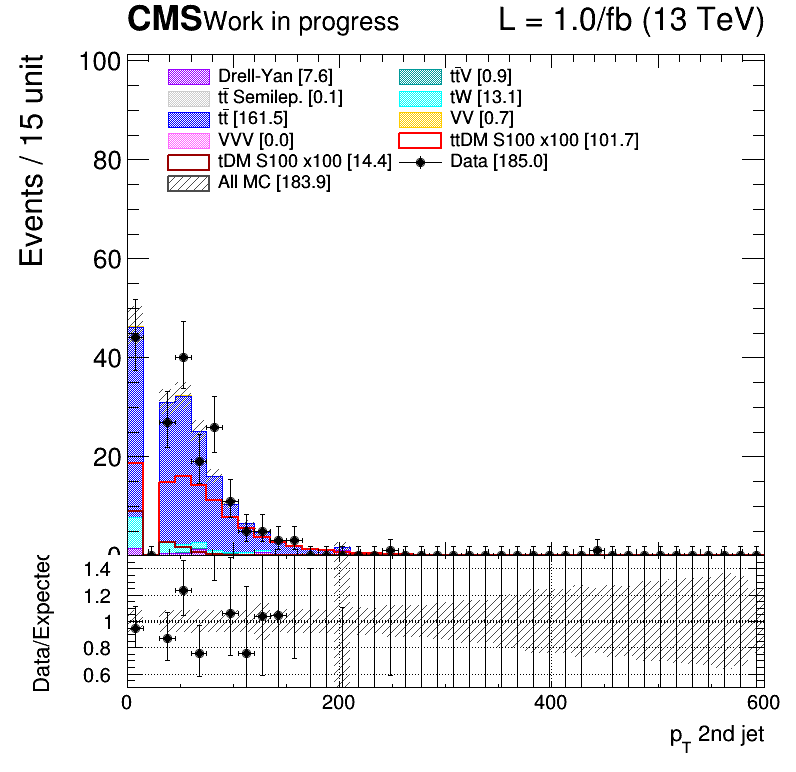 CMS Work in progress L = 1.0/fb (13 TeV)
Events / 15 unit
100
80
60
40
20
0
Drell-Yan [7.6]
tt̄V [0.9]
tt̄ Semilep. [0.1]
tW [13.1]
tt̄ [161.5]
VV [0.7]
VVV [0.0]
ttDM S100 x100 [101.7]
tDM S100 x100 [14.4]
Data [185.0]
All MC [183.9]
Data/Expected
1.4
1.2
1
0.8
0.6
0 200 400 600
p_T 2nd jet